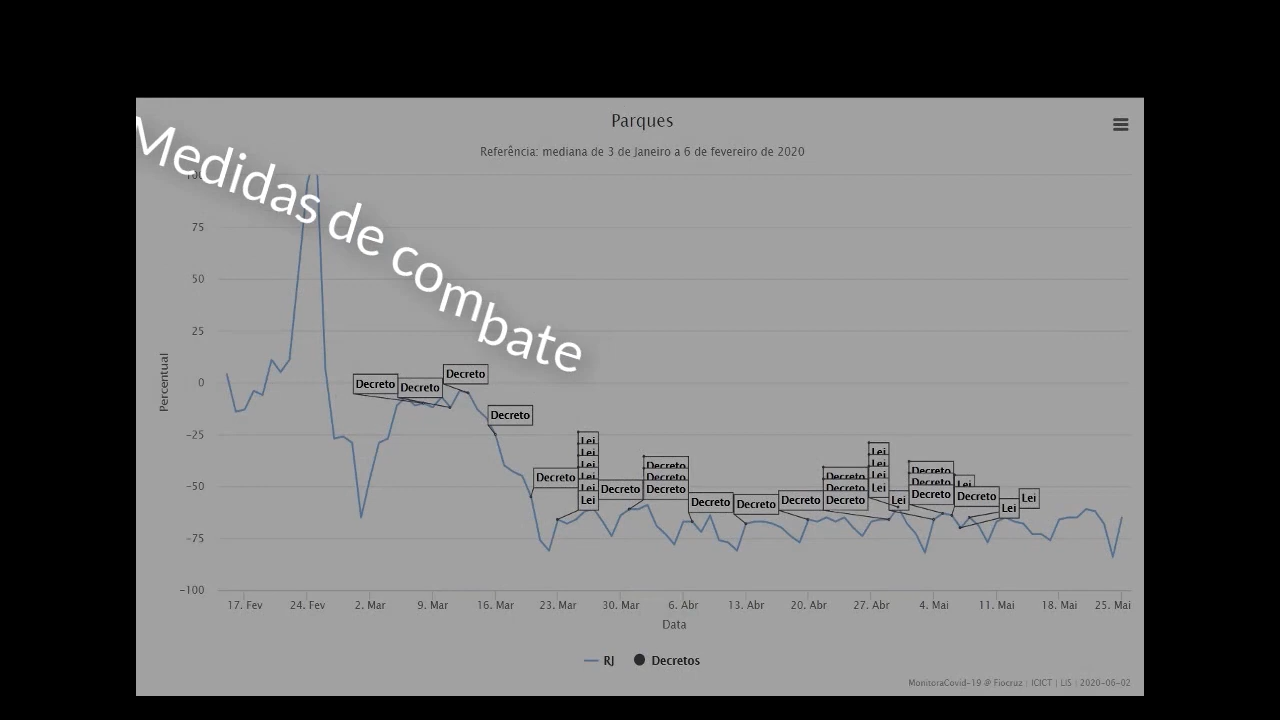 Parques
Referência: mediana de 3 de Janeiro a 6 de fevereiro de 2020
Medidas de combate
100
75
50
25
0
-25
-50
-75
-100
Percentual
Decreto
Decreto
Decreto
Decreto
Decreto
Lei
Lei
Lei
Lei
Lei
Lei
Decreto
Decreto
Decreto
Decreto
Decreto
Decreto
Decreto
Decreto
Decreto
Decreto
Lei
Lei
Lei
Lei
Lei
Decreto
Decreto
Decreto
Lei
Decreto
Lei
Lei
17. Fev 24. Fev 2. Mar 9. Mar 16. Mar 23. Mar 30. Mar 6. Abr 13. Abr 20. Abr 27. Abr 4. Mai 11. Mai 18. Mai 25. Mai
Data
RJ Decretos
MonitoraCovid-19 @ Fiocruz | ICICT | LIS | 2020-06-02